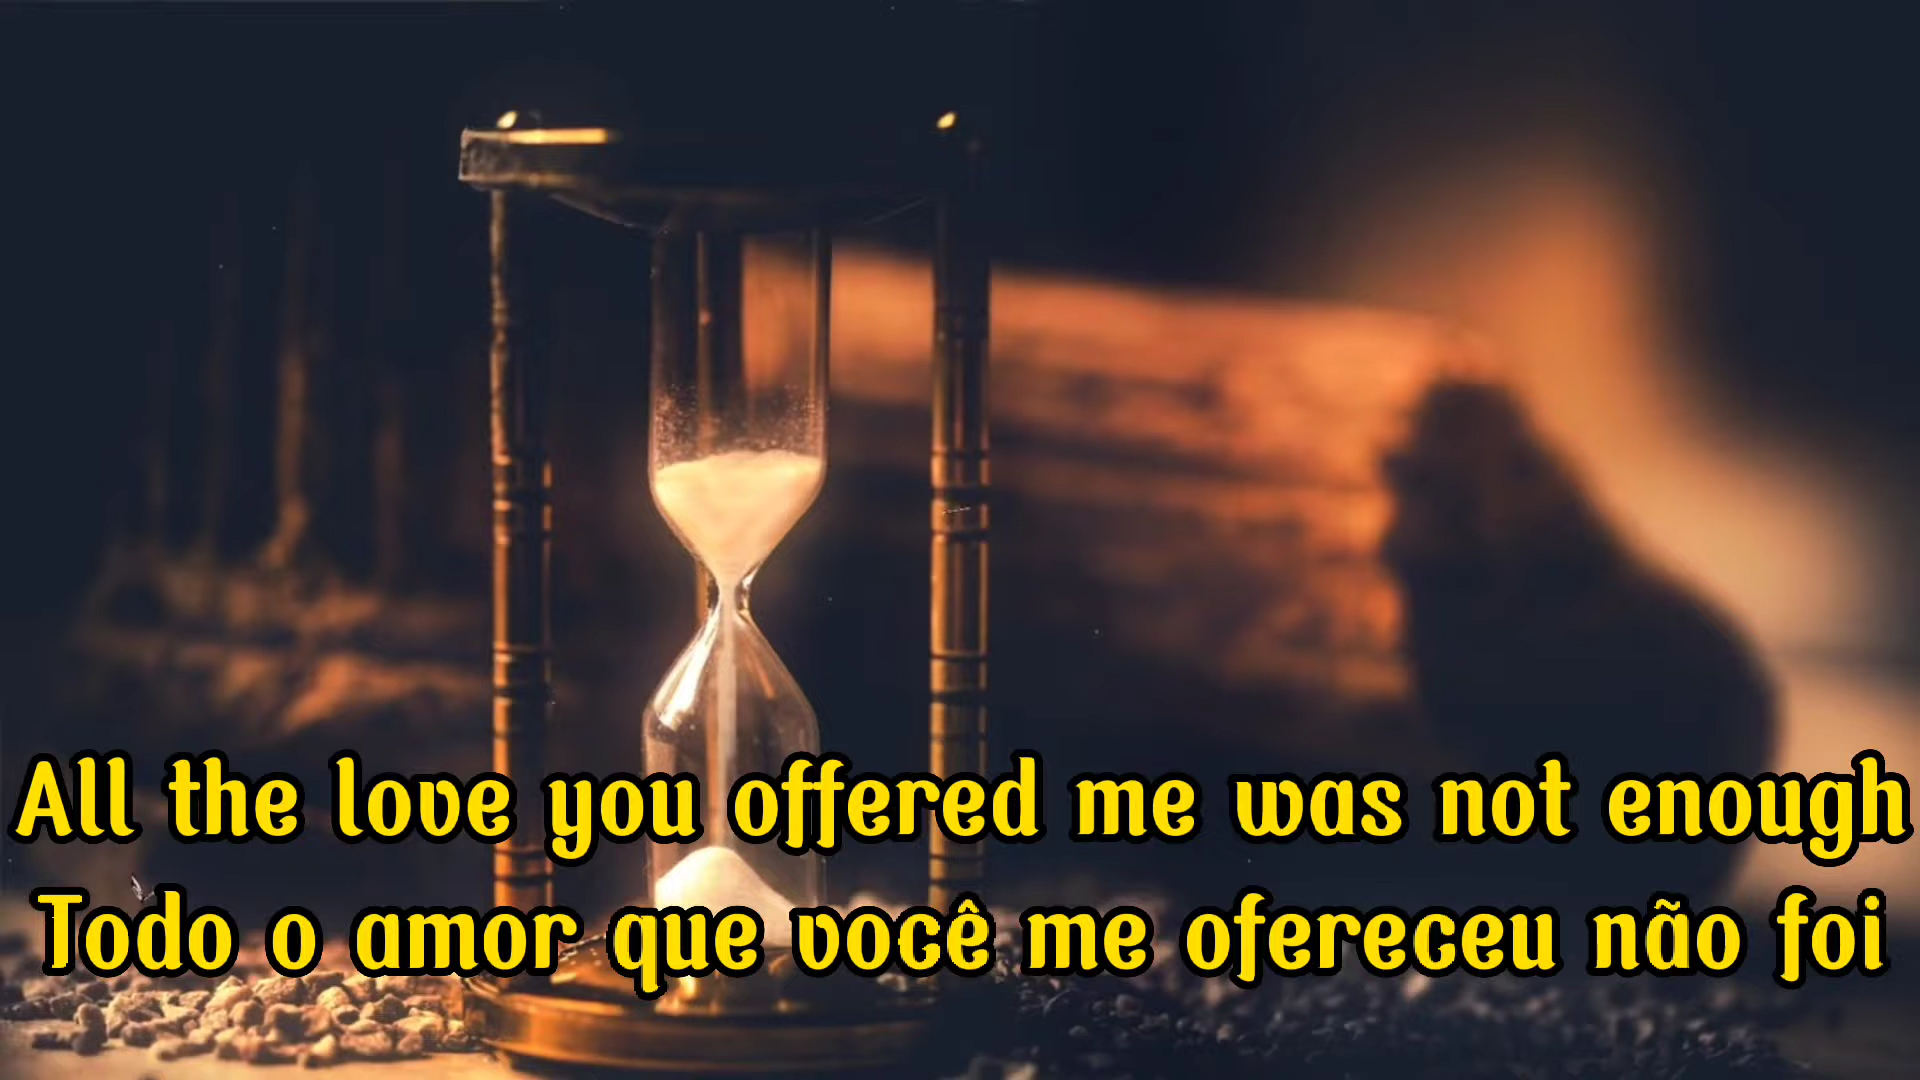 All the love you offered me was not enough
Todo o amor que você me ofereceu não foi